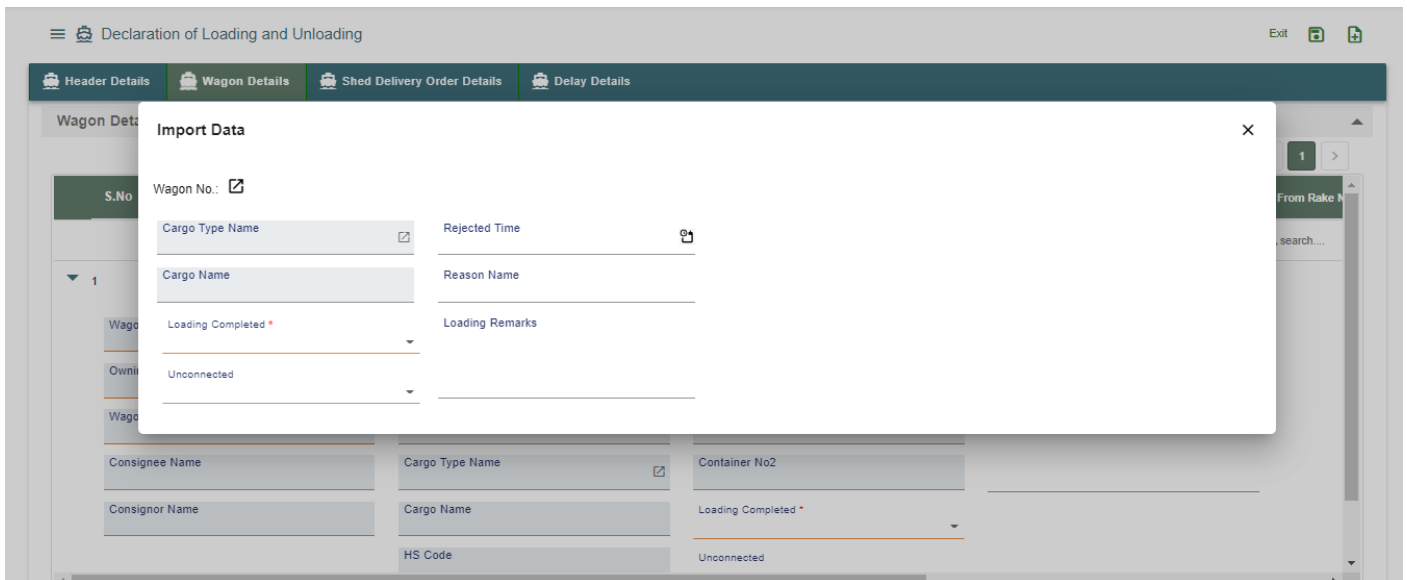 Declaration of Loading and Unloading
Exit
Header Details
Wagon Details
Shed Delivery Order Details
Delay Details
Wagon Deta
Import Data
1
Wagon No.:
S.No
From Rake N
Cargo Type Name
Rejected Time
, search....
Cargo Name
Reason Name
1
Wago
Loading Completed *
Loading Remarks
Owni
Unconnected
Wago
Consignee Name
Cargo Type Name
Container No2
Consignor Name
Cargo Name
Loading Completed *
HS Code
Unconnected